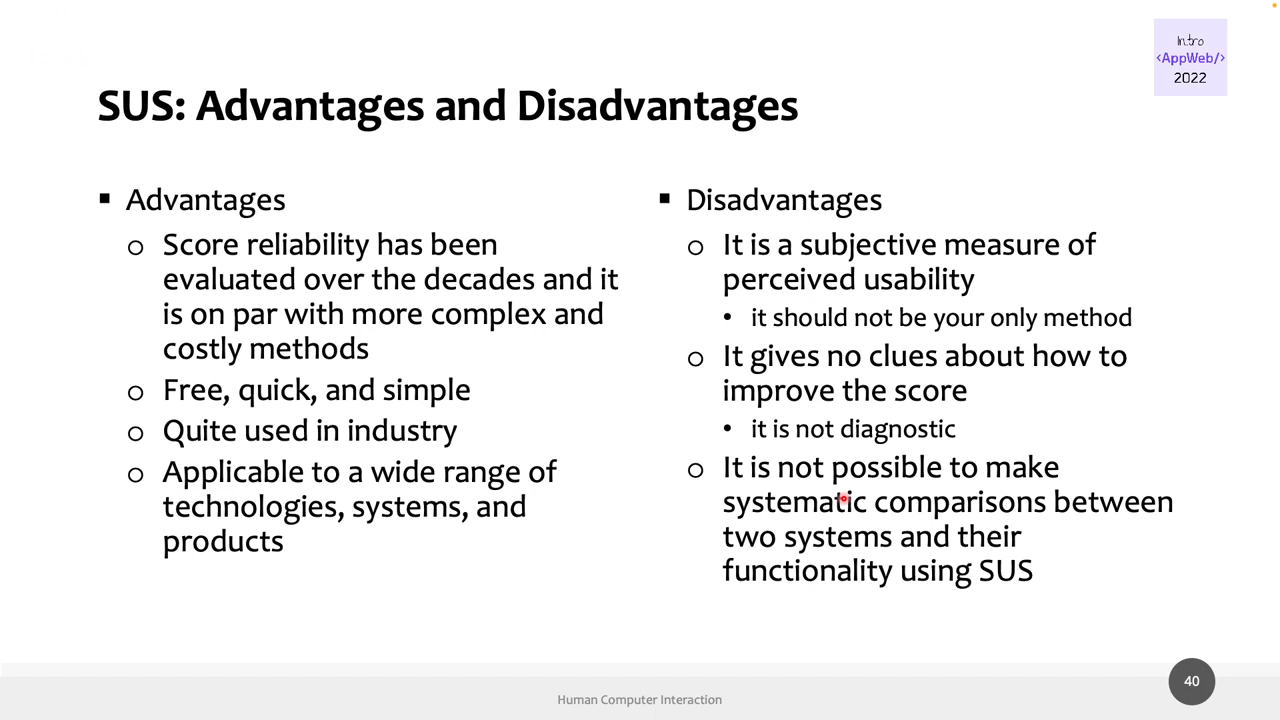 Intro
<AppWeb/>
2022
SUS: Advantages and Disadvantages
▪ Advantages
o Score reliability has been
evaluated over the decades and it
is on par with more complex and
costly methods
o Free, quick, and simple
o Quite used in industry
o Applicable to a wide range of
technologies, systems, and
products
▪ Disadvantages
o It is a subjective measure of
perceived usability
• it should not be your only method
o It gives no clues about how to
improve the score
• it is not diagnostic
o It is not possible to make
systematic comparisons between
two systems and their
functionality using SUS
Human Computer Interaction
40